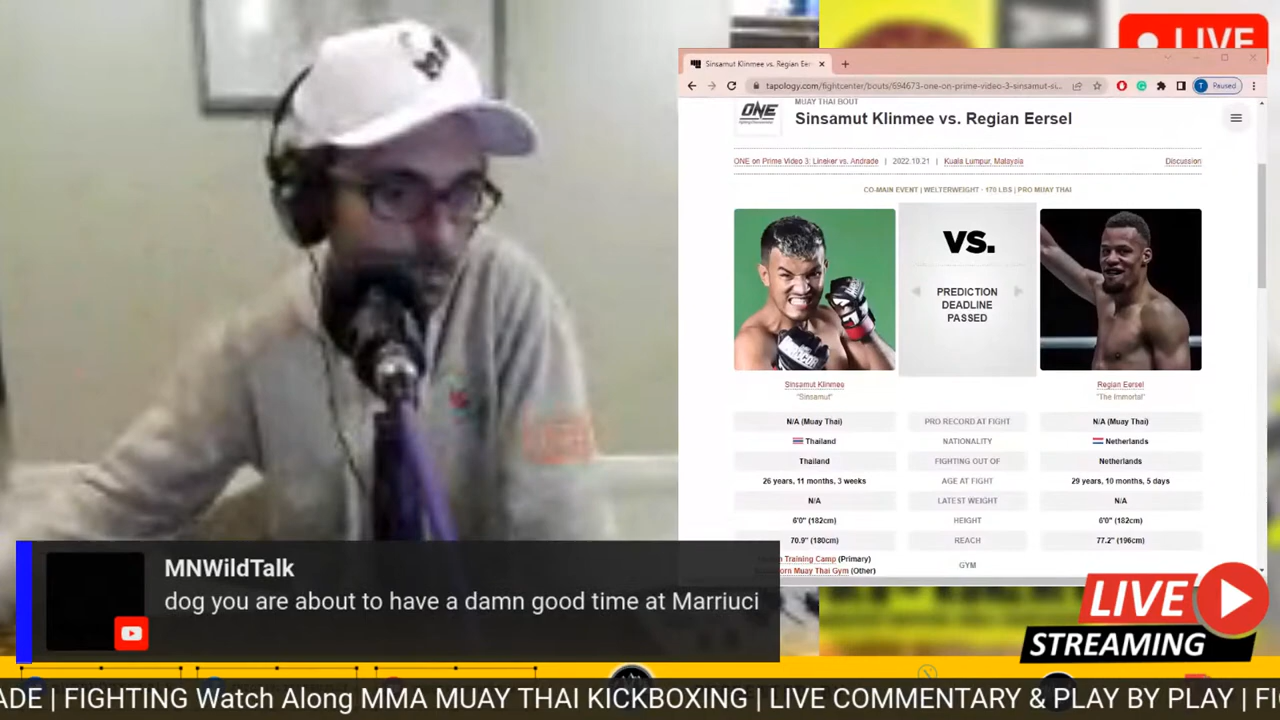 LIVE
Sinsamut Klinmee vs. Regian Eer
Paused
tapology.com/fightcenter/bouts/694673-one-on-prime-video-3-sinsamut-si...
MUAY THAI BOUT
ONE
Sinsamut Klinmee vs. Regian Eersel
ONE on Prime Video 3: Lineker vs. Andrade | 2022.10.21 | Kuala Lumpur, Malaysia
Discussion
CO-MAIN EVENT | WELTERWEIGHT - 170 LBS | PRO MUAY THAI
VS.
PREDICTION
DEADLINE
PASSED
Sinsamut Klinmee
"Sinsamut"
Regian Eersel
"The Immortal"
N/A (Muay Thai) PRO RECORD AT FIGHT N/A (Muay Thai)
Thailand NATIONALITY Netherlands
Thailand FIGHTING OUT OF Netherlands
26 years, 11 months, 3 weeks AGE AT FIGHT 29 years, 10 months, 5 days
N/A LATEST WEIGHT N/A
6'0" (182cm) HEIGHT 6'0" (182cm)
70.9" (180cm) REACH 77.2" (196cm)
Training Camp (Primary)
Muay Thai Gym (Other)
GYM
MNWildTalk
dog you are about to have a damn good time at Marriuci
LIVE
STREAMING
ADE | FIGHTING Watch Along MMA MUAY THAI KICKBOXING | LIVE COMMENTARY & PLAY BY PLAY | FI